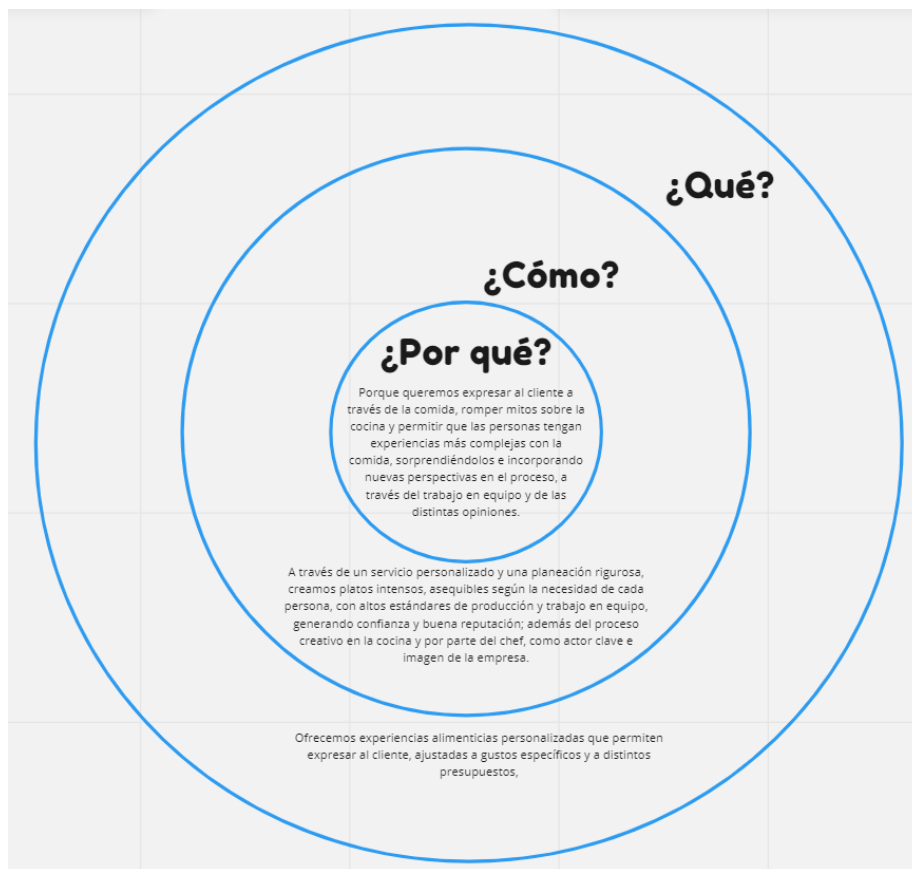 ¿Qué?
¿Cómo?
¿Por qué?
Porque queremos expresar al cliente a
través de la comida, romper mitos sobre la
cocina y permitir que las personas tengan
experiencias más complejas con la
comida, sorprendiéndolos e incorporando
nuevas perspectivas en el proceso, a
través del trabajo en equipo y de las
distintas opiniones.
A través de un servicio personalizado y una planeación rigurosa,
creamos platos intensos, asequibles según la necesidad de cada
persona, con altos estándares de producción y trabajo en equipo,
generando confianza y buena reputación; además del proceso
creativo en la cocina y por parte del chef, como actor clave e
imagen de la empresa.
Ofrecemos experiencias alimenticias personalizadas que permiten
expresar al cliente, ajustadas a gustos específicos y a distintos
presupuestos,